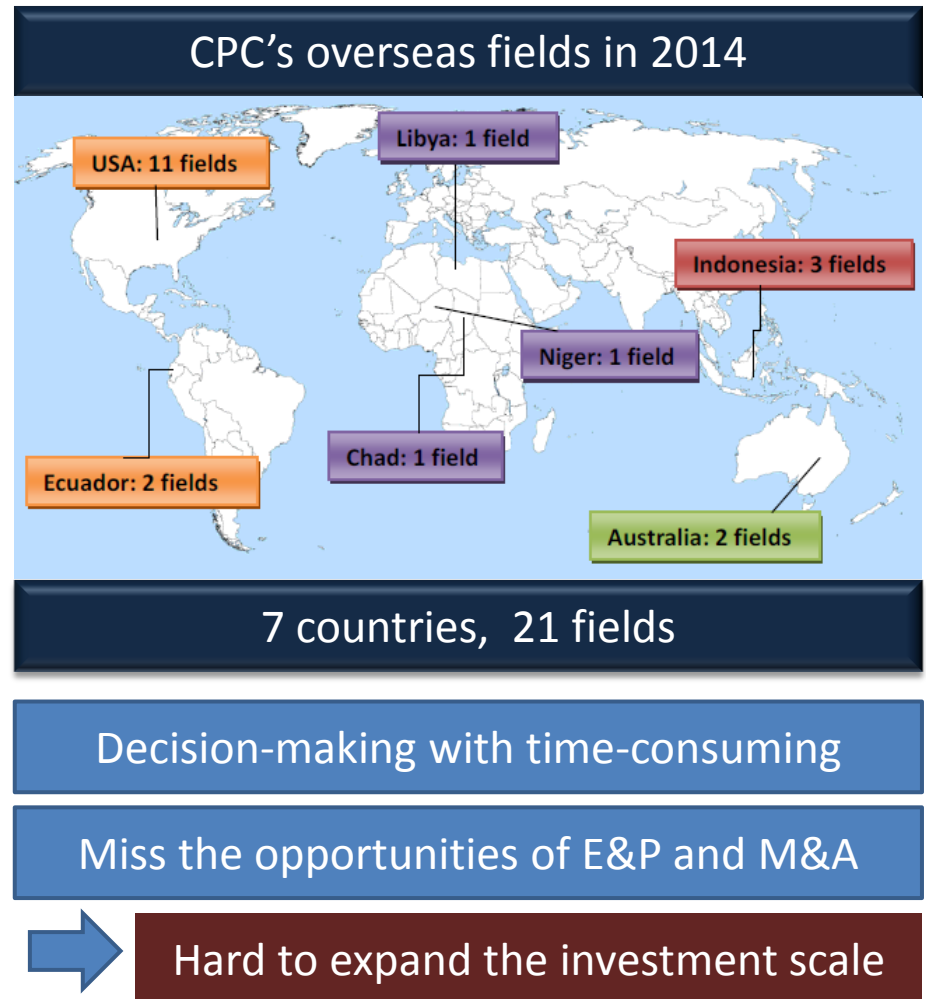 CPC’s overseas fields in 2014
Libya: 1 field
USA: 11 fields
Indonesia: 3 fields
Niger: 1 field
Chad: 1 field
Ecuador: 2 fields
Australia: 2 fields
7 countries,  21 fields
Decision-making with time-consuming
Miss the opportunities of E&P and M&A
Hard to expand the investment scale